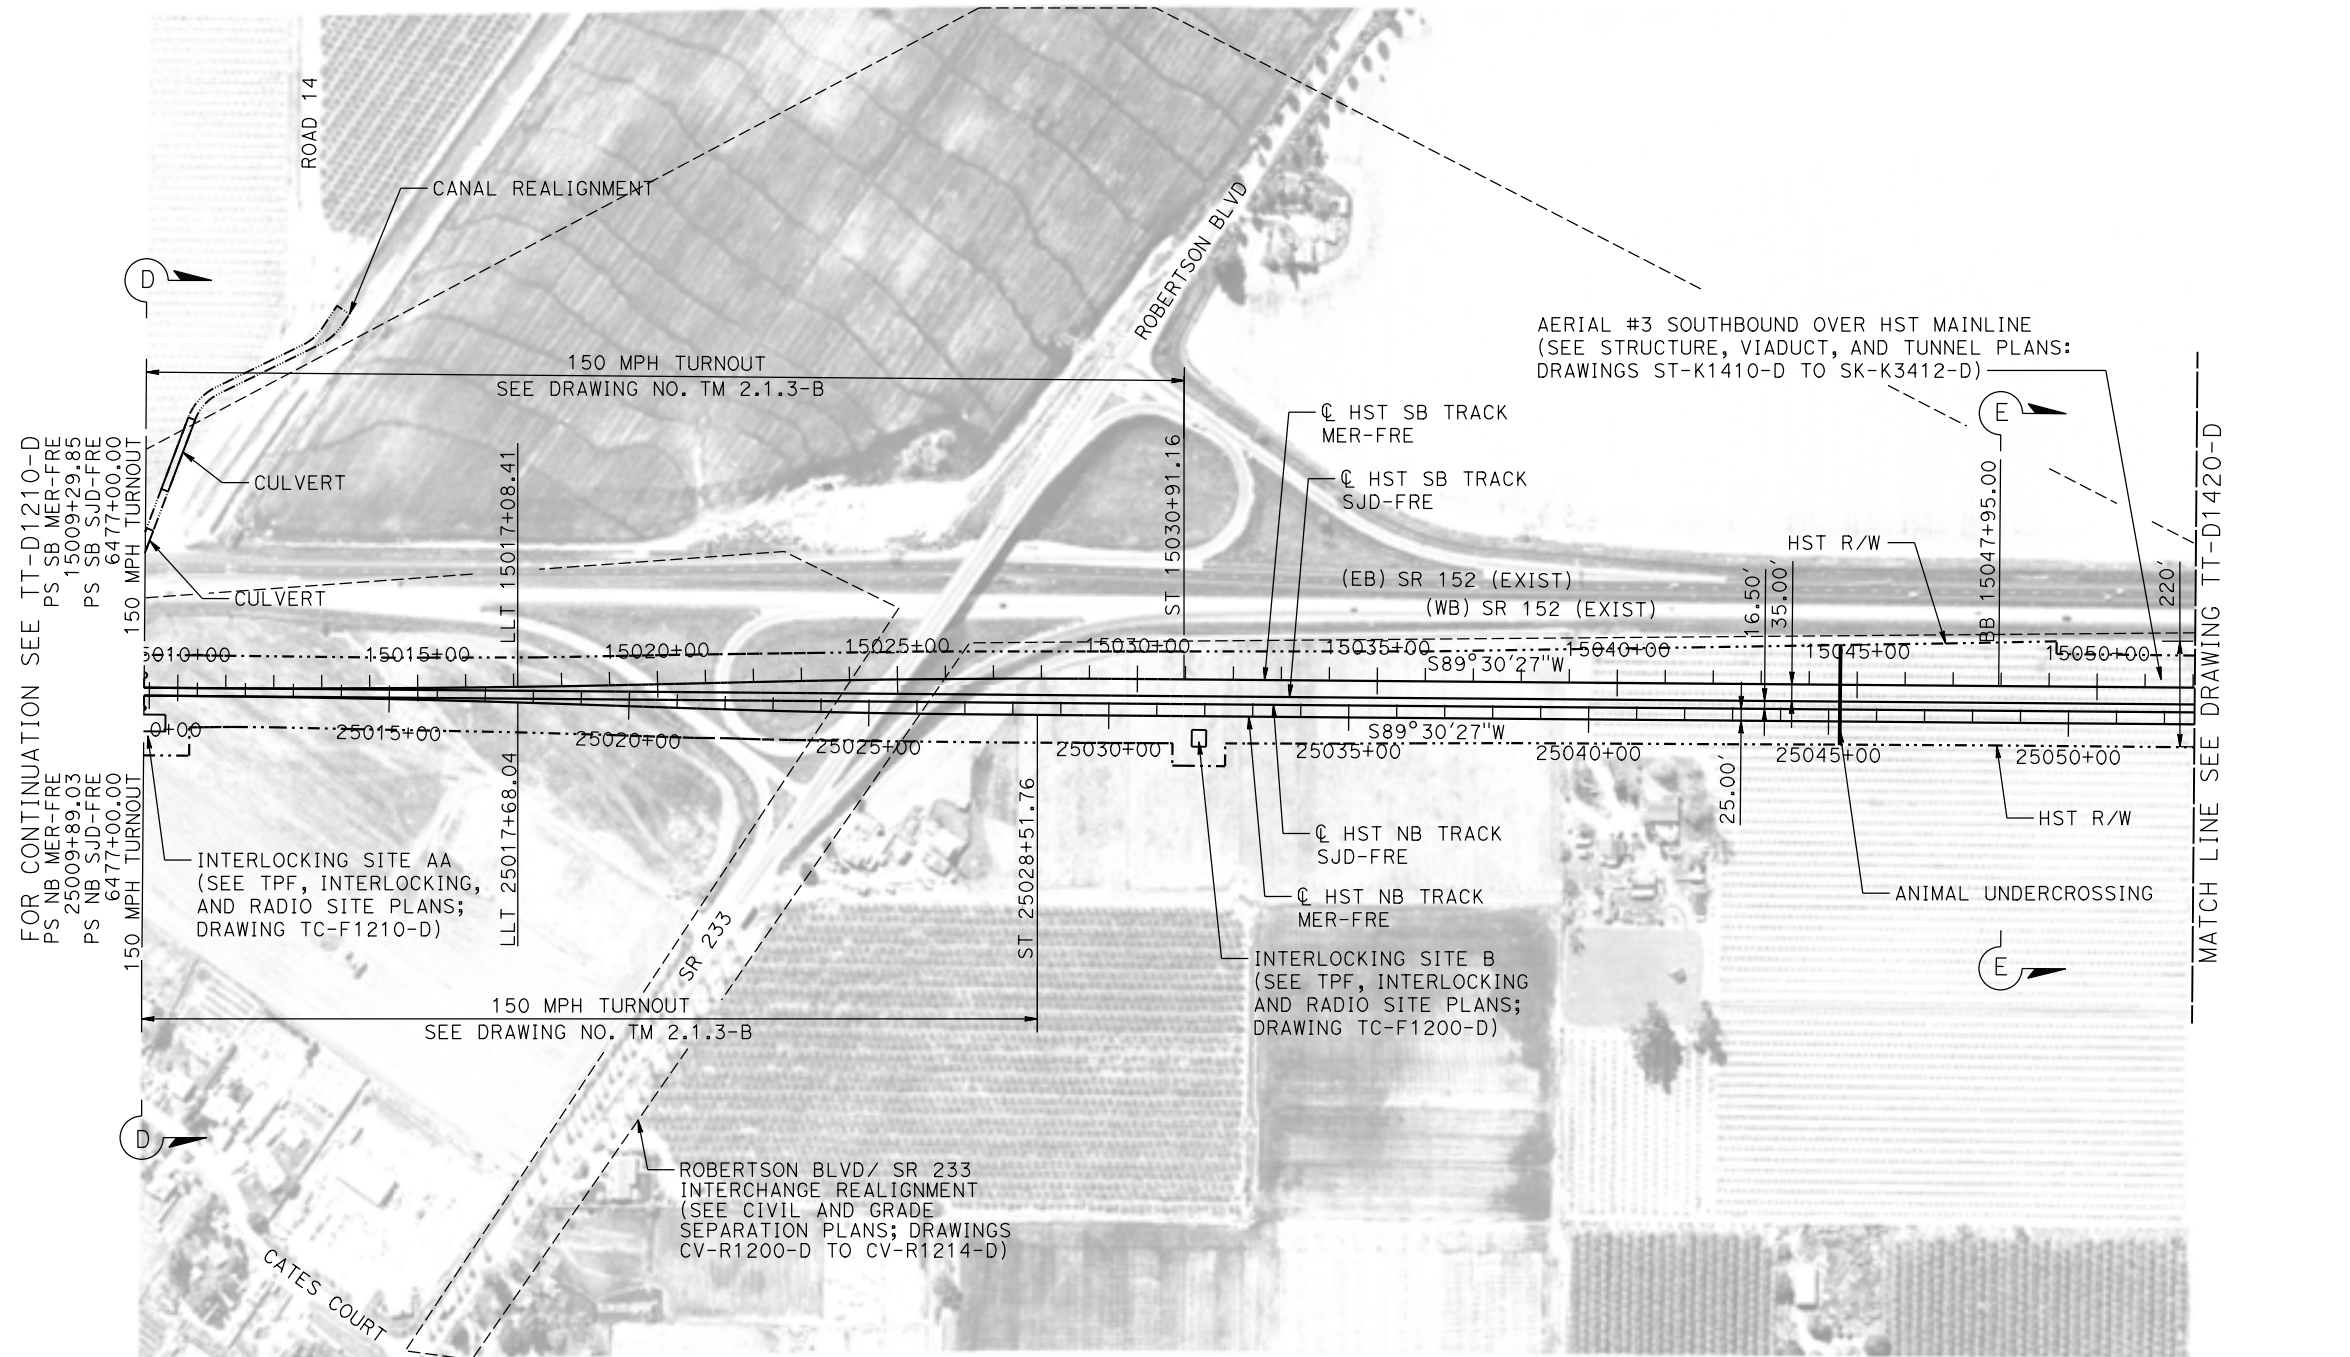 ROAD 14
CANAL REALIGNMENT
ROBERTSON BLVD
D
AERIAL #3 SOUTHBOUND OVER HST MAINLINE
(SEE STRUCTURE, VIADUCT, AND TUNNEL PLANS:
DRAWINGS ST-K1410-D TO SK-K3412-D)
150 MPH TURNOUT
SEE DRAWING NO. TM 2.1.3-B
℄ HST SB TRACK
MER-FRE
E
℄ HST SB TRACK
SJD-FRE
CULVERT
CULVERT
FOR CONTINUATION SEE TT-D1210-D
PS SB MER-FRE
15009+29.85
PS SB SJD-FRE
6477+00.00
150 MPH TURNOUT
LLT 15017+08.41
ST 15030+91.16
HST R/W
(EB) SR 152 (EXIST)
(WB) SR 152 (EXIST)
16.50'
35.00'
BB 15047+95.00
220'
MATCH LINE SEE DRAWING TT-D1420-D
5010+00
15015+00
15020+00
15025+00
15030+00
15035+00
15040+00
15045+00
15050+00
S89°30'27"W
S89°30'27"W
0+00
25015+00
25020+00
25025+00
25030+00
25035+00
25040+00
25045+00
25050+00
PS NB MER-FRE
25009+89.03
PS NB SJD-FRE
6477+00.00
150 MPH TURNOUT
LLT 25017+68.04
ST 25028+51.76
25.00'
HST R/W
℄ HST NB TRACK
SJD-FRE
INTERLOCKING SITE AA
(SEE TPF, INTERLOCKING,
AND RADIO SITE PLANS;
DRAWING TC-F1210-D)
℄ HST NB TRACK
MER-FRE
ANIMAL UNDERCROSSING
SR 233
INTERLOCKING SITE B
(SEE TPF, INTERLOCKING
AND RADIO SITE PLANS;
DRAWING TC-F1200-D)
E
150 MPH TURNOUT
SEE DRAWING NO. TM 2.1.3-B
D
ROBERTSON BLVD/ SR 233
INTERCHANGE REALIGNMENT
(SEE CIVIL AND GRADE
SEPARATION PLANS; DRAWINGS
CV-R1200-D TO CV-R1214-D)
CATES COURT